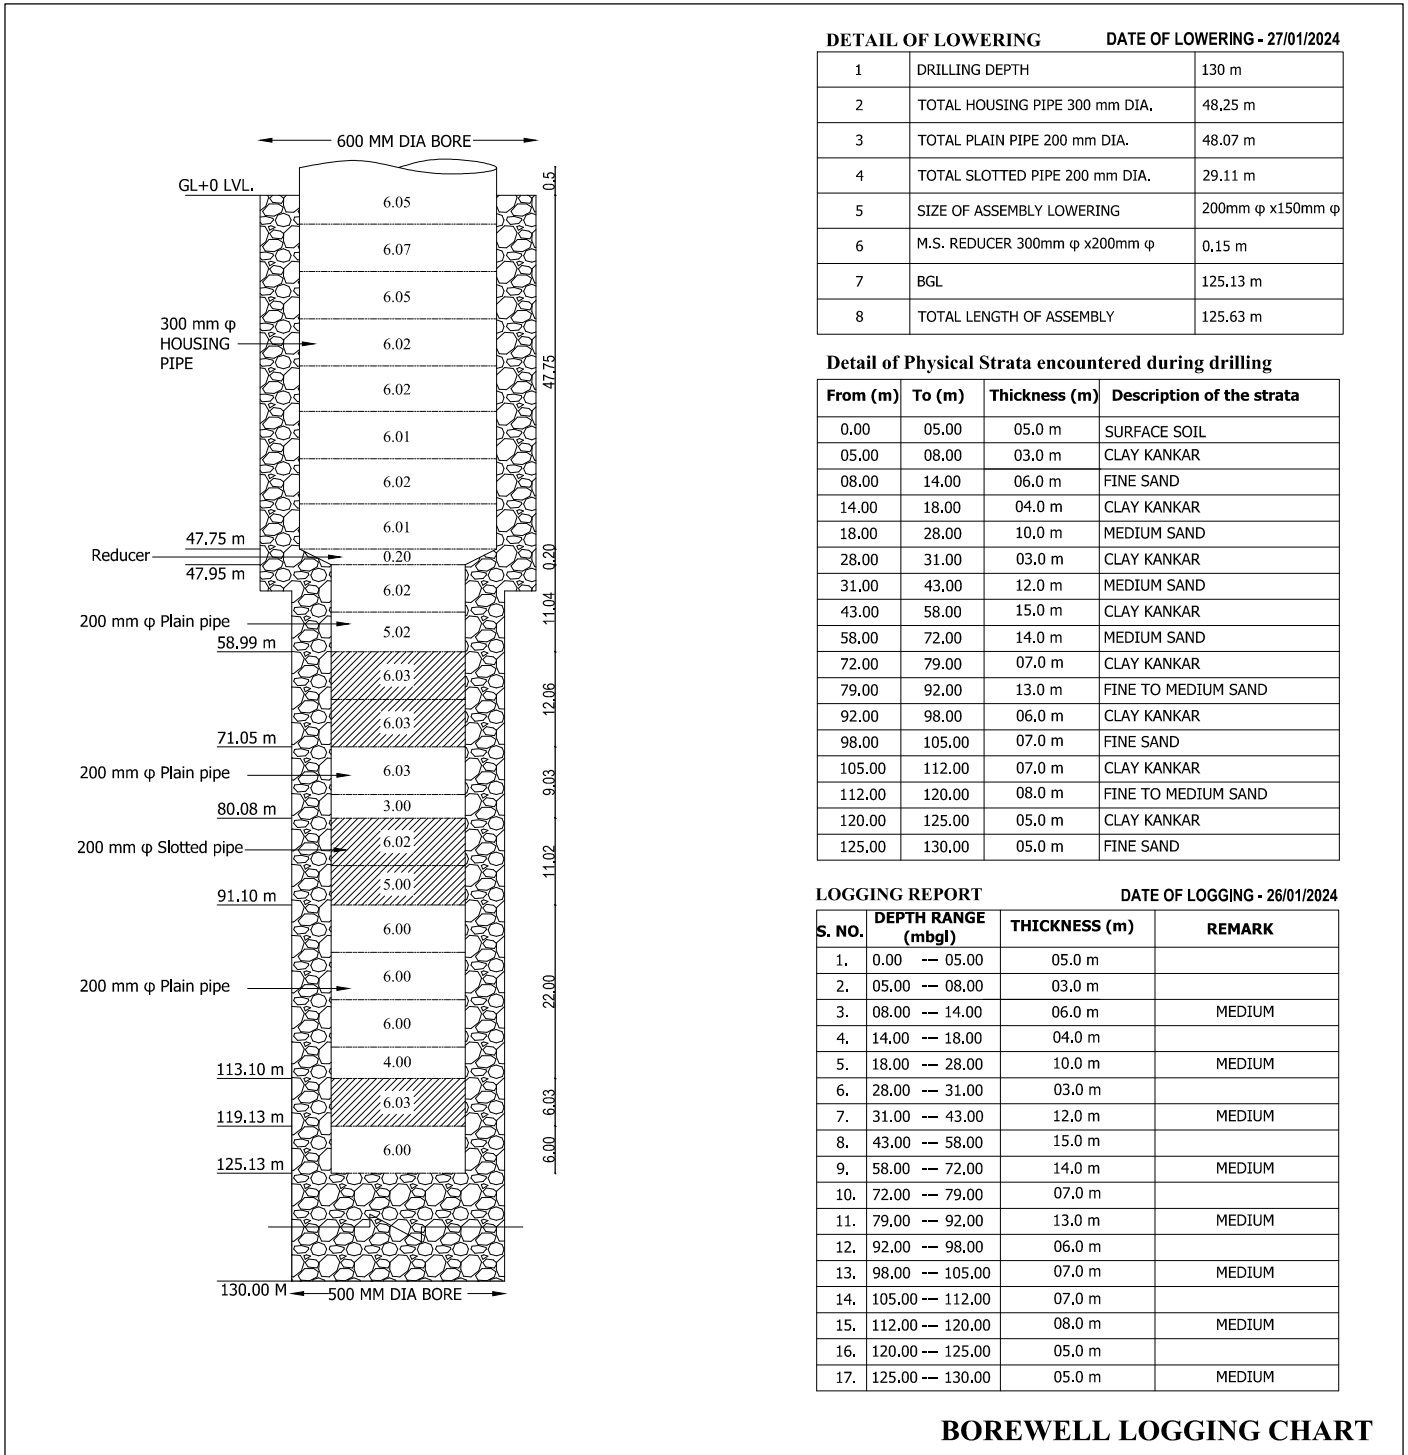 DETAIL OF LOWERING DATE OF LOWERING - 27/01/2024
1 DRILLING DEPTH 130 m
2 TOTAL HOUSING PIPE 300 mm DIA. 48.25 m
3 TOTAL PLAIN PIPE 200 mm DIA. 48.07 m
4 TOTAL SLOTTED PIPE 200 mm DIA. 29.11 m
5 SIZE OF ASSEMBLY LOWERING 200mm φ x150mm φ
6 M.S. REDUCER 300mm φ x200mm φ 0.15 m
7 BGL 125.13 m
8 TOTAL LENGTH OF ASSEMBLY 125.63 m
600 MM DIA BORE
GL+0 LVL.
0.5
6.05
6.07
6.05
300 mm φ
HOUSING
PIPE
6.02
47.75
6.02
6.01
6.02
6.01
47.75 m
Reducer
0.20
0.20
47.95 m
6.02
11.04
200 mm φ Plain pipe
5.02
58.99 m
6.03
12.06
6.03
71.05 m
200 mm φ Plain pipe
6.03
9.03
3.00
80.08 m
200 mm φ Slotted pipe
6.02
11.02
5.00
91.10 m
6.00
200 mm φ Plain pipe
6.00
22.00
6.00
4.00
113.10 m
6.03
6.03
119.13 m
6.00
6.00
125.13 m
130.00 M
500 MM DIA BORE
Detail of Physical Strata encountered during drilling
From (m) To (m) Thickness (m) Description of the strata
0.00 05.00 05.0 m SURFACE SOIL
05.00 08.00 03.0 m CLAY KANKAR
08.00 14.00 06.0 m FINE SAND
14.00 18.00 04.0 m CLAY KANKAR
18.00 28.00 10.0 m MEDIUM SAND
28.00 31.00 03.0 m CLAY KANKAR
31.00 43.00 12.0 m MEDIUM SAND
43.00 58.00 15.0 m CLAY KANKAR
58.00 72.00 14.0 m MEDIUM SAND
72.00 79.00 07.0 m CLAY KANKAR
79.00 92.00 13.0 m FINE TO MEDIUM SAND
92.00 98.00 06.0 m CLAY KANKAR
98.00 105.00 07.0 m FINE SAND
105.00 112.00 07.0 m CLAY KANKAR
112.00 120.00 08.0 m FINE TO MEDIUM SAND
120.00 125.00 05.0 m CLAY KANKAR
125.00 130.00 05.0 m FINE SAND
LOGGING REPORT DATE OF LOGGING - 26/01/2024
S. NO. DEPTH RANGE (mbgl) THICKNESS (m) REMARK
1. 0.00 --- 05.00 05.0 m
2. 05.00 --- 08.00 03.0 m
3. 08.00 --- 14.00 06.0 m MEDIUM
4. 14.00 --- 18.00 04.0 m
5. 18.00 --- 28.00 10.0 m MEDIUM
6. 28.00 --- 31.00 03.0 m
7. 31.00 --- 43.00 12.0 m MEDIUM
8. 43.00 --- 58.00 15.0 m
9. 58.00 --- 72.00 14.0 m MEDIUM
10. 72.00 --- 79.00 07.0 m
11. 79.00 --- 92.00 13.0 m MEDIUM
12. 92.00 --- 98.00 06.0 m
13. 98.00 --- 105.00 07.0 m MEDIUM
14. 105.00 --- 112.00 07.0 m
15. 112.00 --- 120.00 08.0 m MEDIUM
16. 120.00 --- 125.00 05.0 m
17. 125.00 --- 130.00 05.0 m MEDIUM
BOREWELL LOGGING CHART